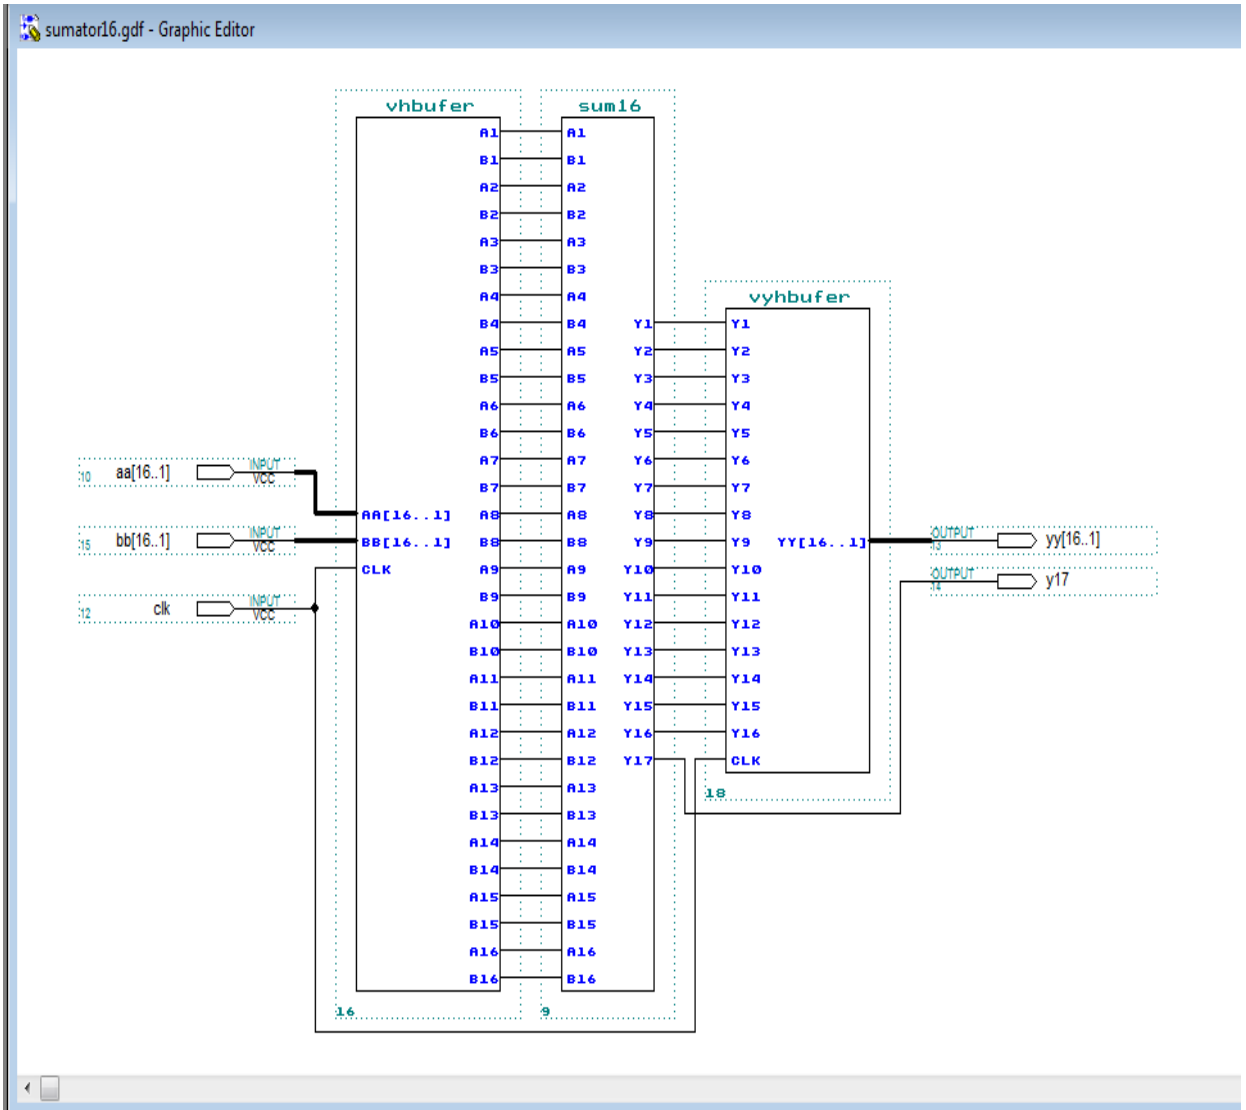 sumator16.gdf - Graphic Editor
vhbufer
A1
B1
A2
B2
A3
B3
A4
B4
A5
B5
A6
B6
A7
B7
AA[16..1] A8
BB[16..1] B8
CLK A9
B9
A10
B10
A11
B11
A12
B12
A13
B13
A14
B14
A15
B15
A16
B16
16
sum16
A1
B1
A2
B2
A3
B3
A4
B4 Y1
A5 Y2
B5 Y3
A6 Y4
B6 Y5
A7 Y6
B7 Y7
A8 Y8
B8 Y9
A9 Y10
B9 Y11
A10 Y12
B10 Y13
A11 Y14
B11 Y15
A12 Y16
B12 Y17
A13
B13
A14
B14
A15
B15
A16
B16
9
vyhbufer
Y1
Y2
Y3
Y4
Y5
Y6
Y7
Y8
Y9 YY[16..1]
Y10
Y11
Y12
Y13
Y14
Y15
Y16
CLK
18
10 aa[16..1] INPUT
VCC
15 bb[16..1] INPUT
VCC
12 clk INPUT
VCC
OUTPUT yy[16..1]
13
OUTPUT y17
14